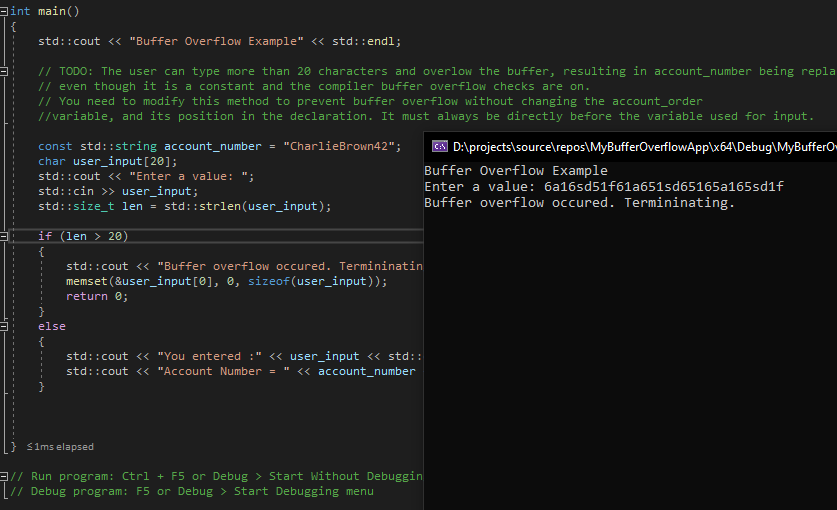 int main()
{
std::cout << "Buffer Overflow Example" << std::endl;
// TODO: The user can type more than 20 characters and overlow the buffer, resulting in account_number being repla
// even though it is a constant and the compiler buffer overflow checks are on.
// You need to modify this method to prevent buffer overflow without changing the account_order
//variable, and its position in the declaration. It must always be directly before the variable used for input.
const std::string account_number = "CharlieBrown42";
char user_input[20];
std::cout << "Enter a value: ";
std::cin >> user_input;
std::size_t len = std::strlen(user_input);
if (len > 20)
{
std::cout << "Buffer overflow occured. Termininatin
memset(&user_input[0], 0, sizeof(user_input));
return 0;
}
else
{
std::cout << "You entered :" << user_input << std::
std::cout << "Account Number = " << account_number
}
} ≤1ms elapsed
// Run program: Ctrl + F5 or Debug > Start Without Debuggin
// Debug program: F5 or Debug > Start Debugging menu
C:\ D:\projects\source\repos\MyBufferOverflowApp\x64\Debug\MyBufferOv
Buffer Overflow Example
Enter a value: 6a16sd51f61a651sd65165a165sd1f
Buffer overflow occured. Termininating.